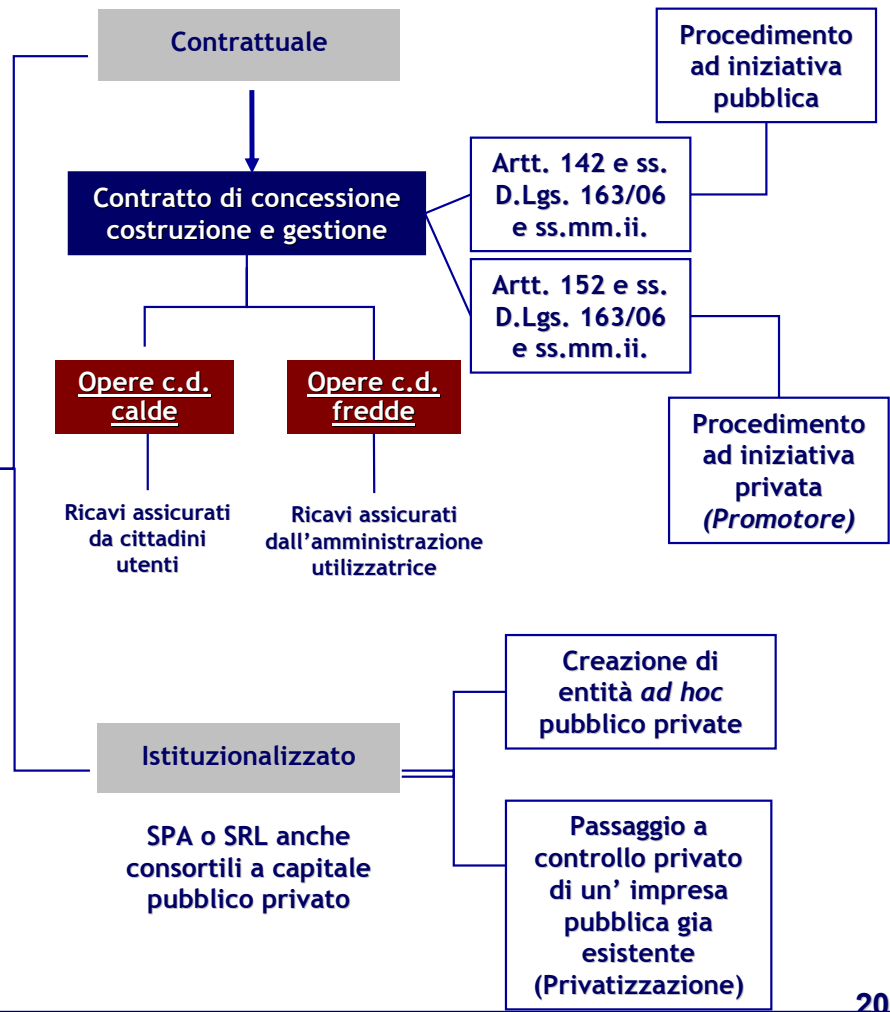 Contrattuale
Procedimento
ad iniziativa
pubblica
Contratto di concessione
costruzione e gestione
Artt. 142 e ss.
D.Lgs. 163/06
e ss.mm.ii.
Artt. 152 e ss.
D.Lgs. 163/06
e ss.mm.ii.
Opere c.d.
calde
Opere c.d.
fredde
Procedimento
ad iniziativa
privata
(Promotore)
Ricavi assicurati
da cittadini
utenti
Ricavi assicurati
dall’amministrazione
utilizzatrice
Istituzionalizzato
SPA o SRL anche
consortili a capitale
pubblico privato
Creazione di
entità ad hoc
pubblico private
Passaggio a
controllo privato
di un’ impresa
pubblica gia
esistente
(Privatizzazione)
20